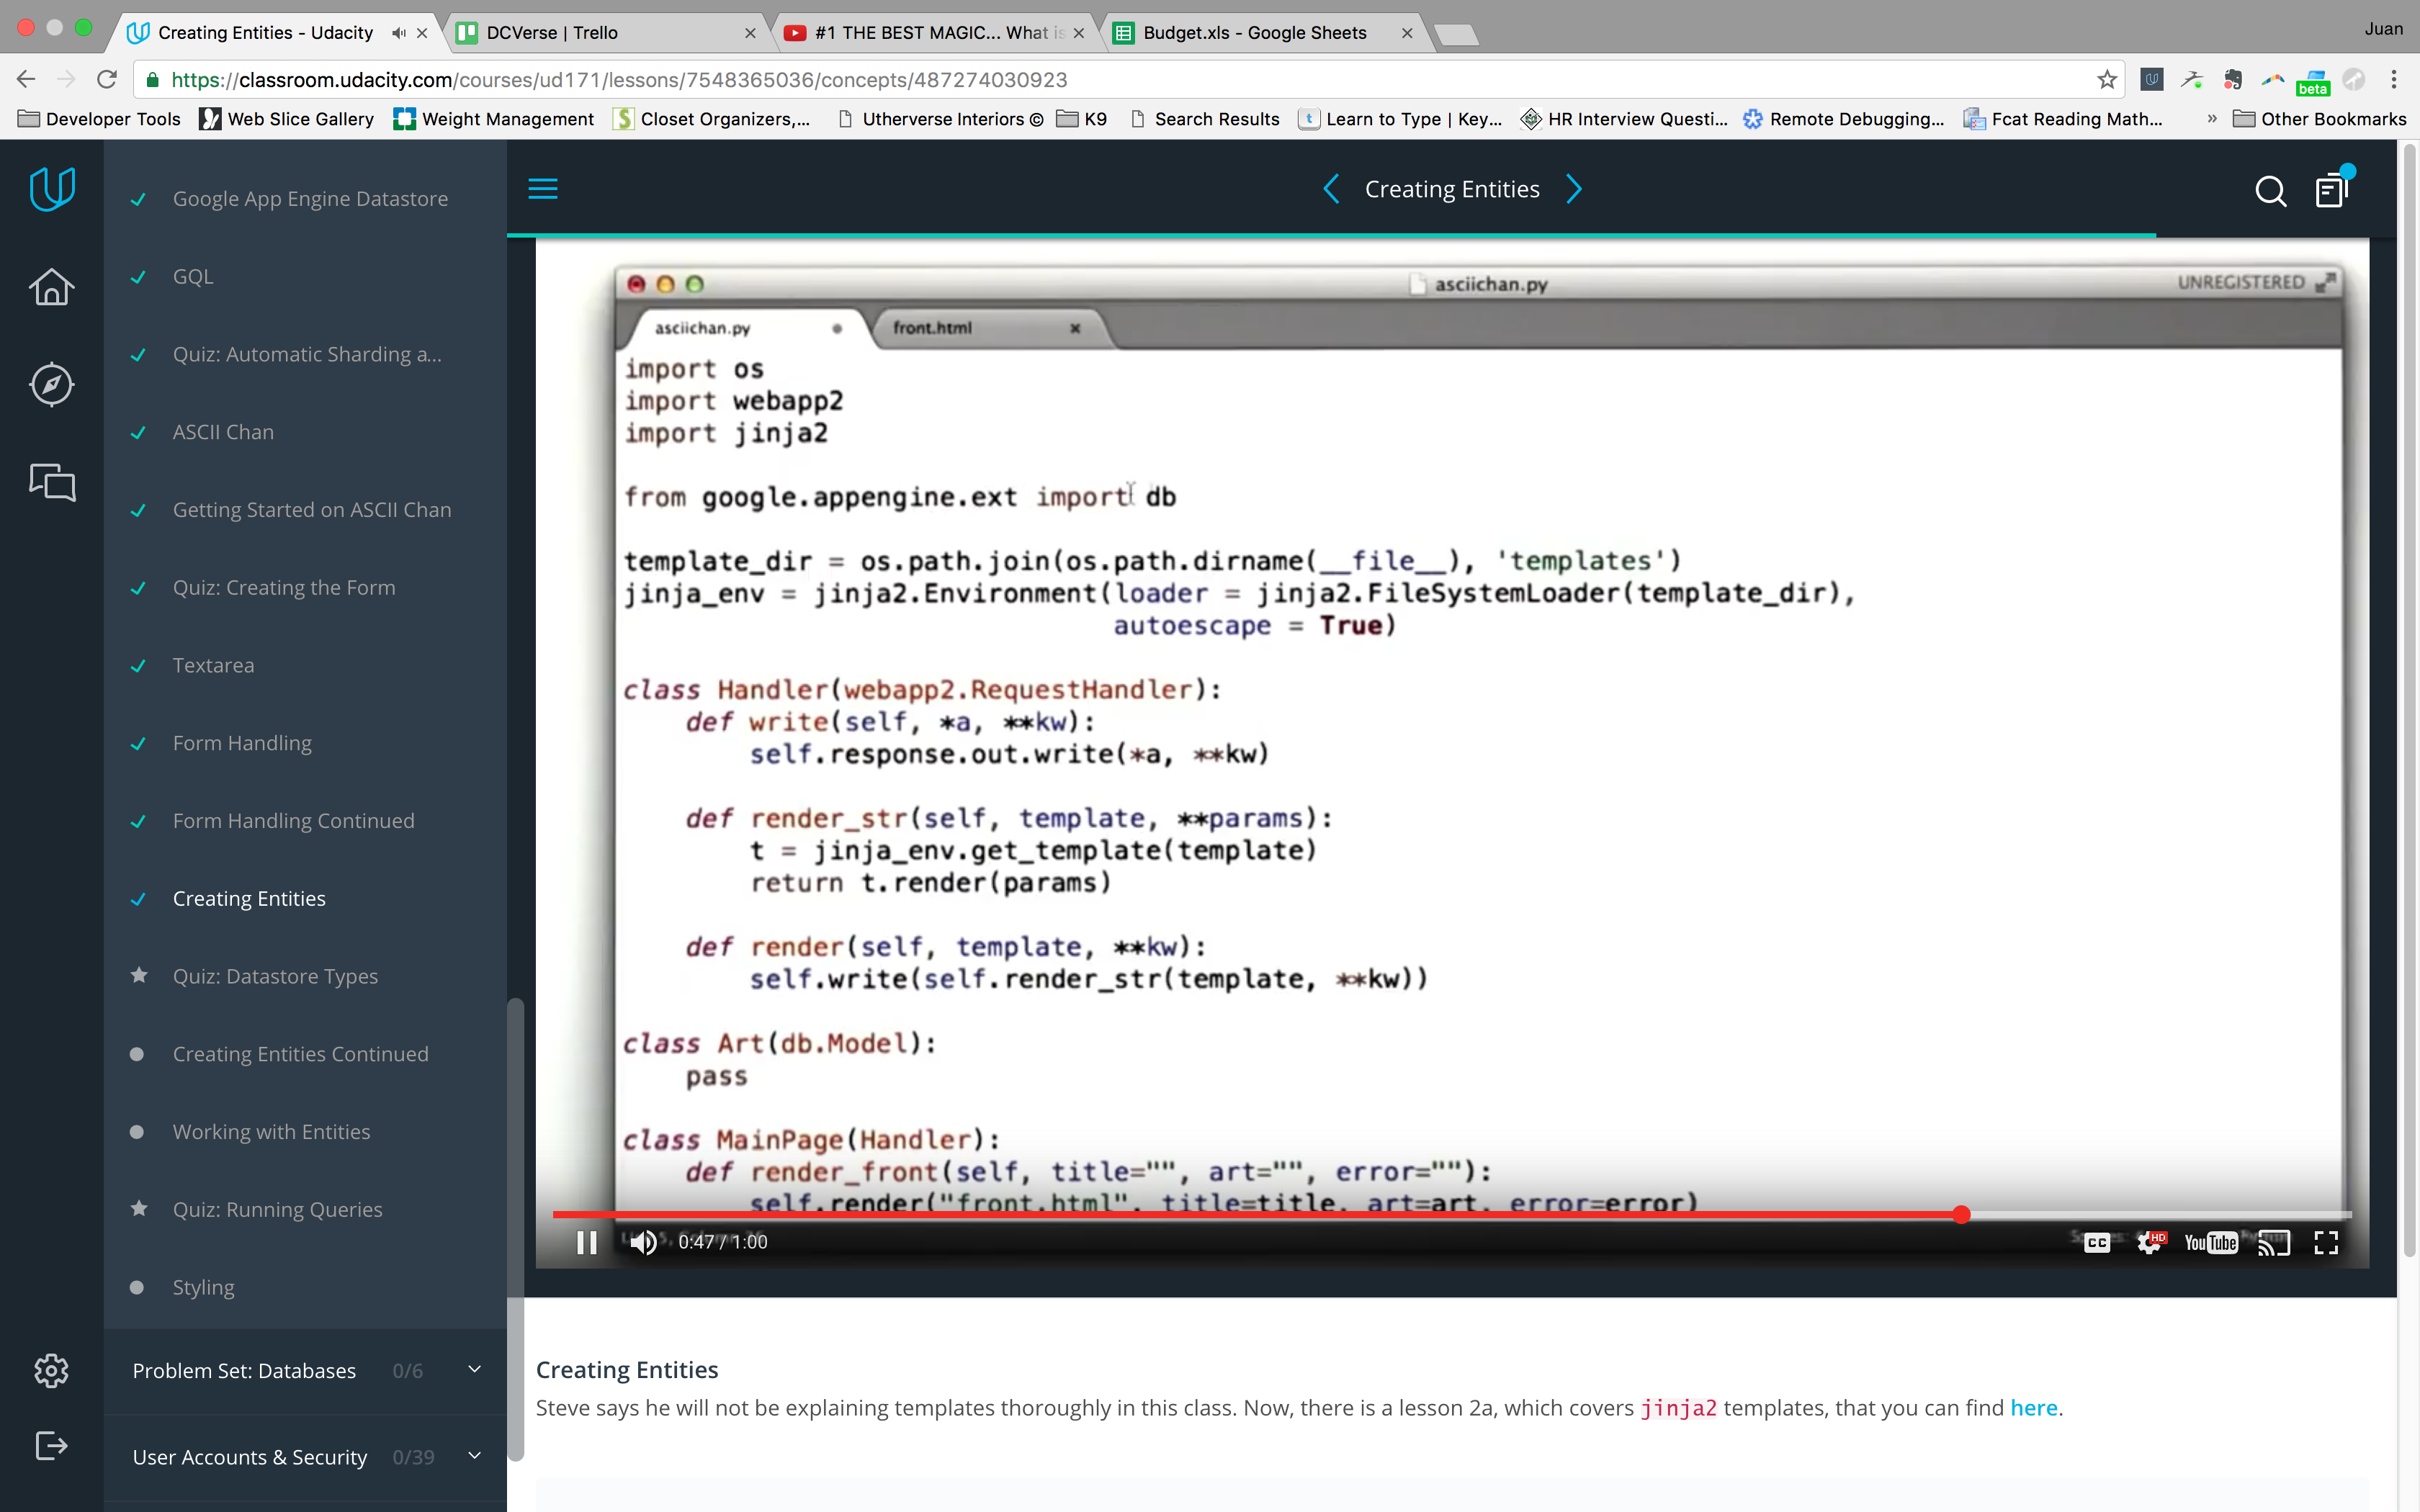 Creating Entities - Udacity
DCVerse | Trello
#1 THE BEST MAGIC... What is
Budget.xls - Google Sheets
Juan
https://classroom.udacity.com/courses/ud171/lessons/7548365036/concepts/487274030923
beta
Developer Tools
Web Slice Gallery
Weight Management
Closet Organizers,...
Utherverse Interiors ©
K9
Search Results
Learn to Type | Key...
HR Interview Questi...
Remote Debugging...
Fcat Reading Math...
» Other Bookmarks
Google App Engine Datastore
GQL
Quiz: Automatic Sharding a...
ASCII Chan
Getting Started on ASCII Chan
Quiz: Creating the Form
Textarea
Form Handling
Form Handling Continued
Creating Entities
Quiz: Datastore Types
Creating Entities Continued
Working with Entities
Quiz: Running Queries
Styling
Problem Set: Databases 0/6
User Accounts & Security 0/39
Creating Entities
asciichan.py
UNREGISTERED
asciichan.py
front.html
import os
import webapp2
import jinja2
from google.appengine.ext import db
template_dir = os.path.join(os.path.dirname(__file__), 'templates')
jinja_env = jinja2.Environment(loader = jinja2.FileSystemLoader(template_dir),
autoescape = True)
class Handler(webapp2.RequestHandler):
def write(self, *a, **kw):
self.response.out.write(*a, **kw)
def render_str(self, template, **params):
t = jinja_env.get_template(template)
return t.render(params)
def render(self, template, **kw):
self.write(self.render_str(template, **kw))
class Art(db.Model):
pass
class MainPage(Handler):
def render_front(self, title="", art="", error=""):
self.render("front.html", title=title, art=art, error=error)
0:47 / 1:00
CC
HD
YouTube
Creating Entities
Steve says he will not be explaining templates thoroughly in this class. Now, there is a lesson 2a, which covers jinja2 templates, that you can find here.